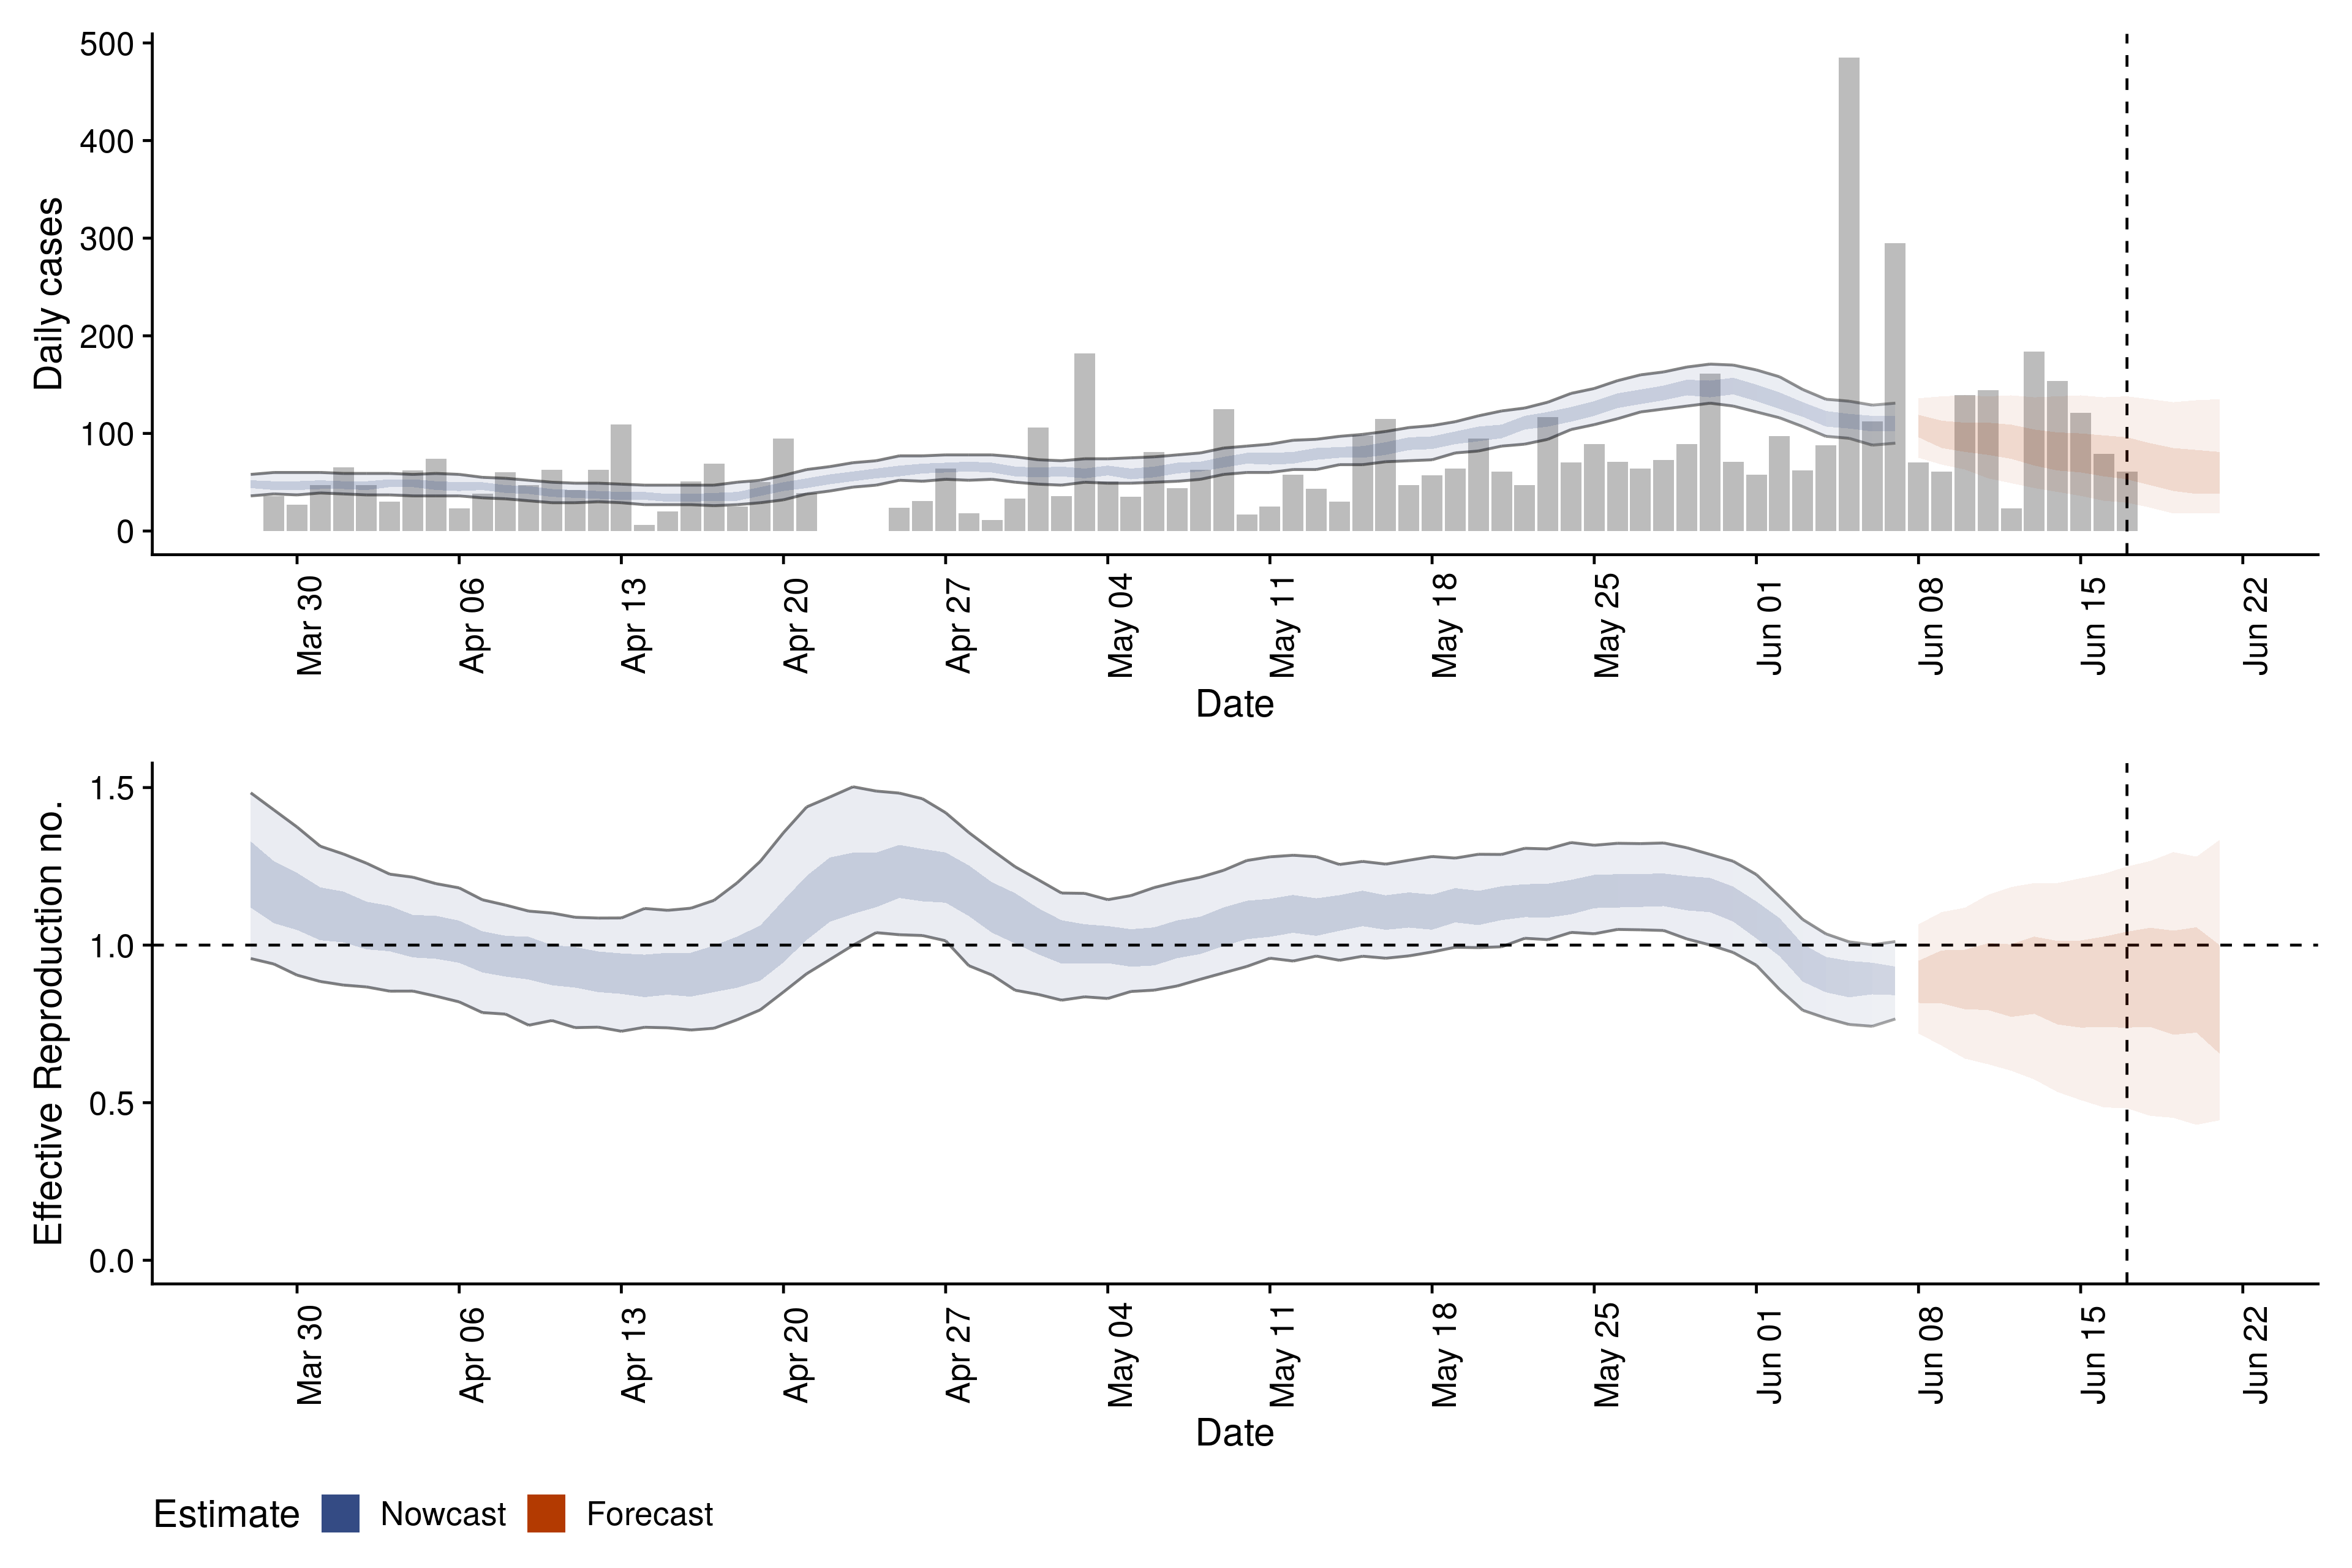 500
400
300
200
100
0
Daily cases
Mar 30
Apr 06
Apr 13
Apr 20
Apr 27
May 04
May 11
May 18
May 25
Jun 01
Jun 08
Jun 15
Jun 22
Date
1.5
1.0
0.5
0.0
Effective Reproduction no.
Mar 30
Apr 06
Apr 13
Apr 20
Apr 27
May 04
May 11
May 18
May 25
Jun 01
Jun 08
Jun 15
Jun 22
Date
Estimate Nowcast Forecast